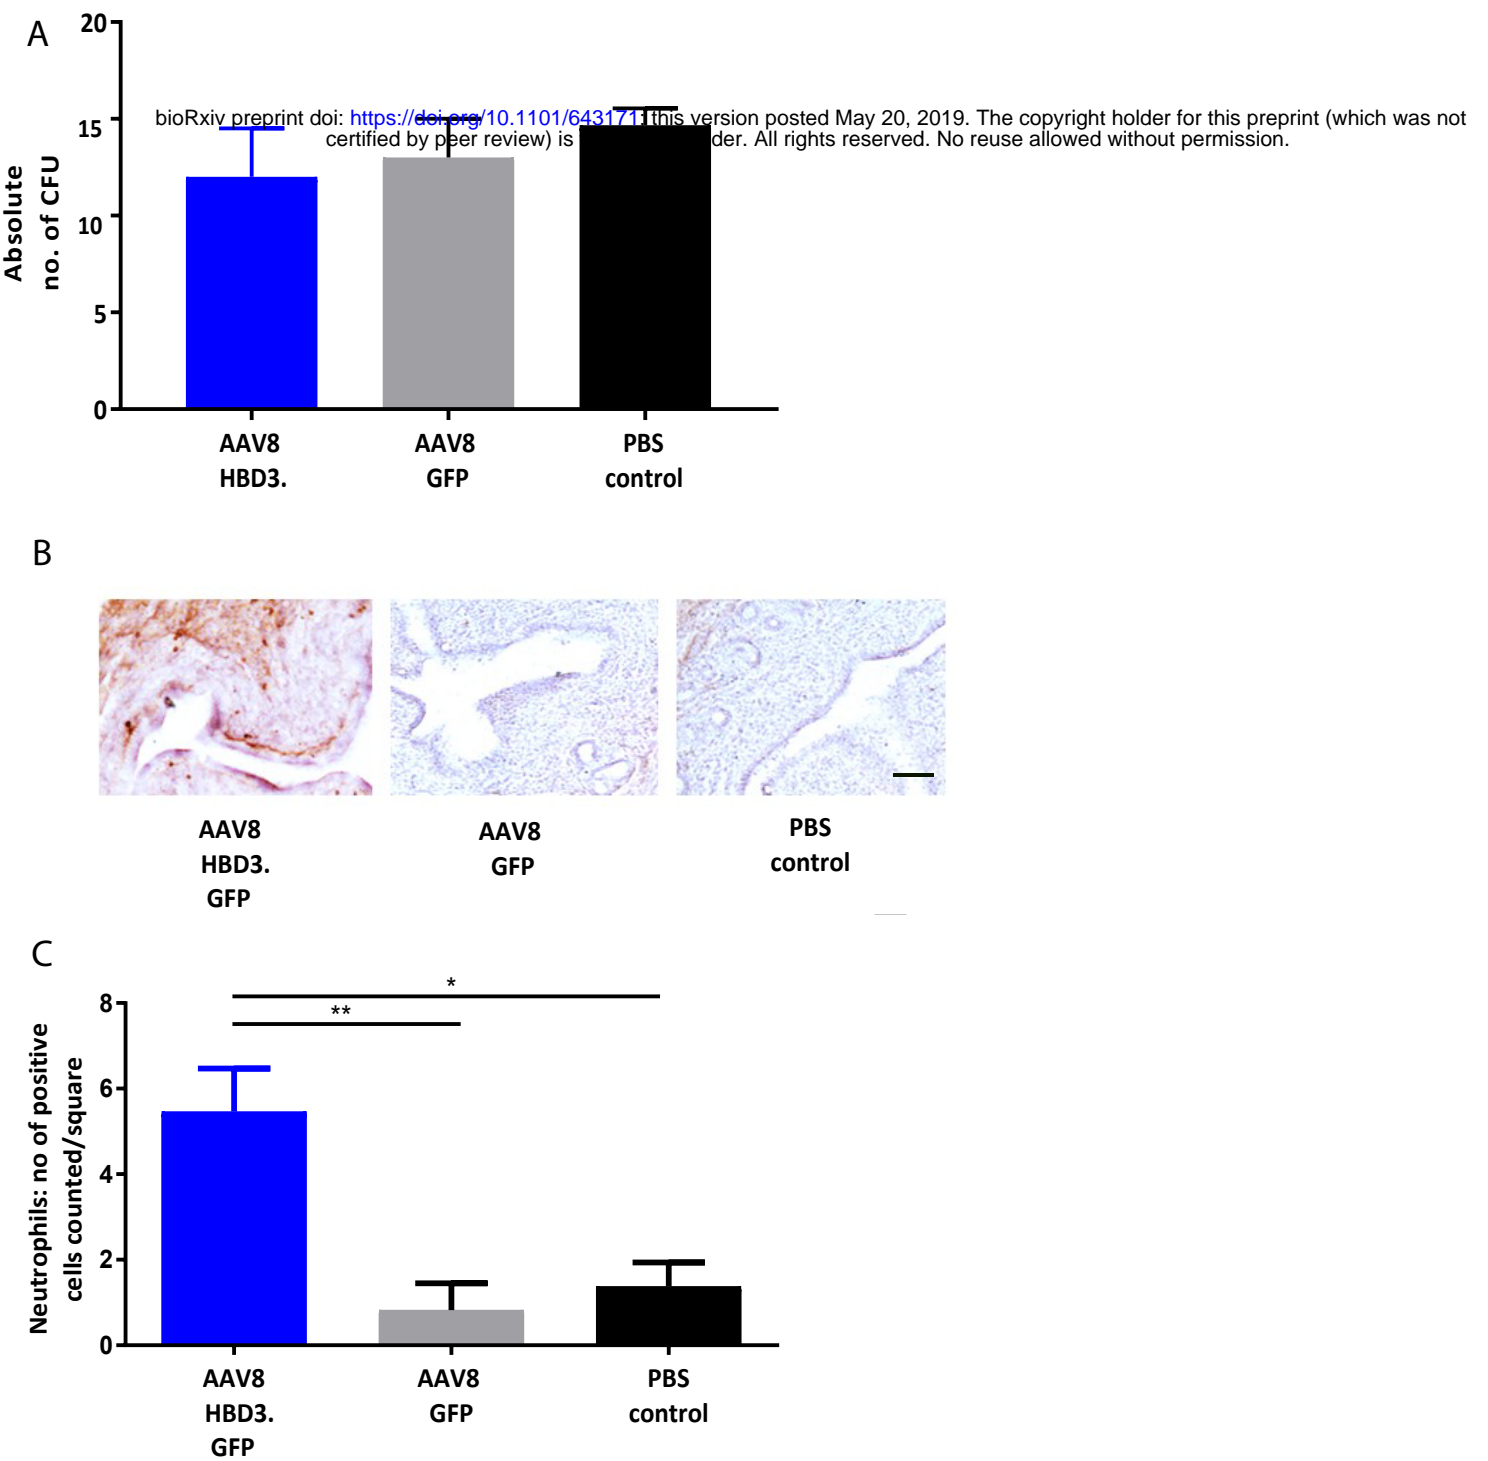 A
20
bioRxiv preprint doi: https://doi.org/10.1101/643171; this version posted May 20, 2019. The copyright holder for this preprint (which was not
certified by peer review) is der. All rights reserved. No reuse allowed without permission.
15
10
5
0
Absolute
no. of CFU
AAV8
HBD3.
AAV8
GFP
PBS
control
B
AAV8
HBD3.
GFP
AAV8
GFP
PBS
control
C
*
**
8
6
4
2
0
Neutrophils: no of positive
cells counted/square
AAV8
HBD3.
GFP
AAV8
GFP
PBS
control